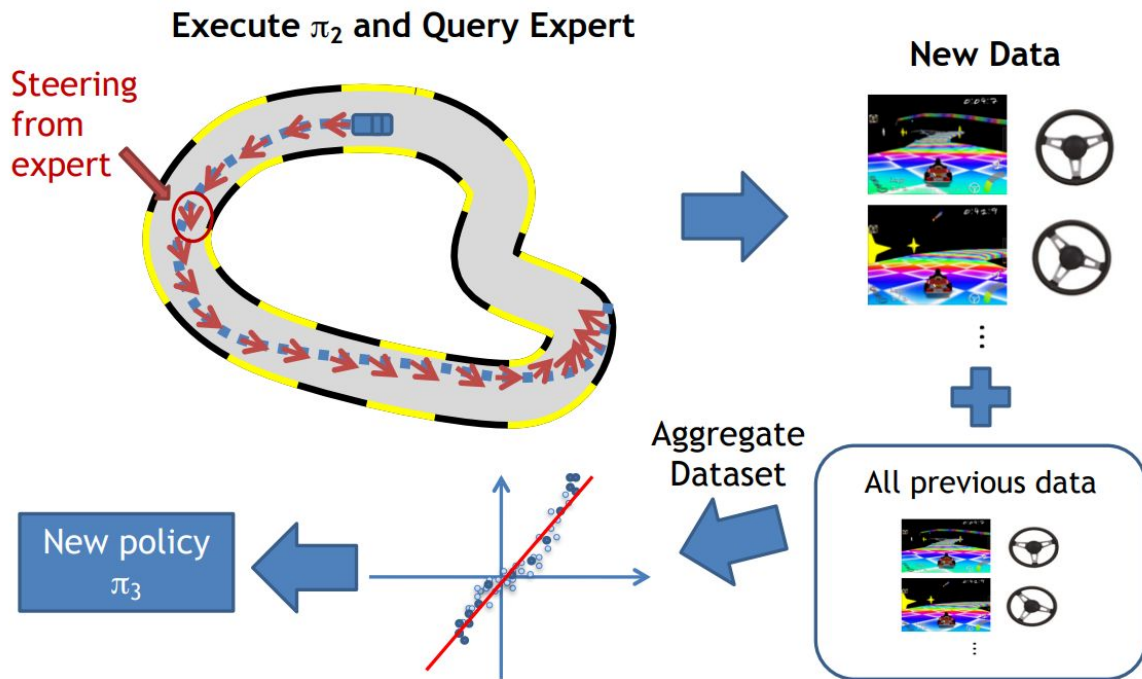 Execute π₂ and Query Expert
Steering
from
expert
New Data
⋮
Aggregate
Dataset
All previous data
⋮
New policy
π₃